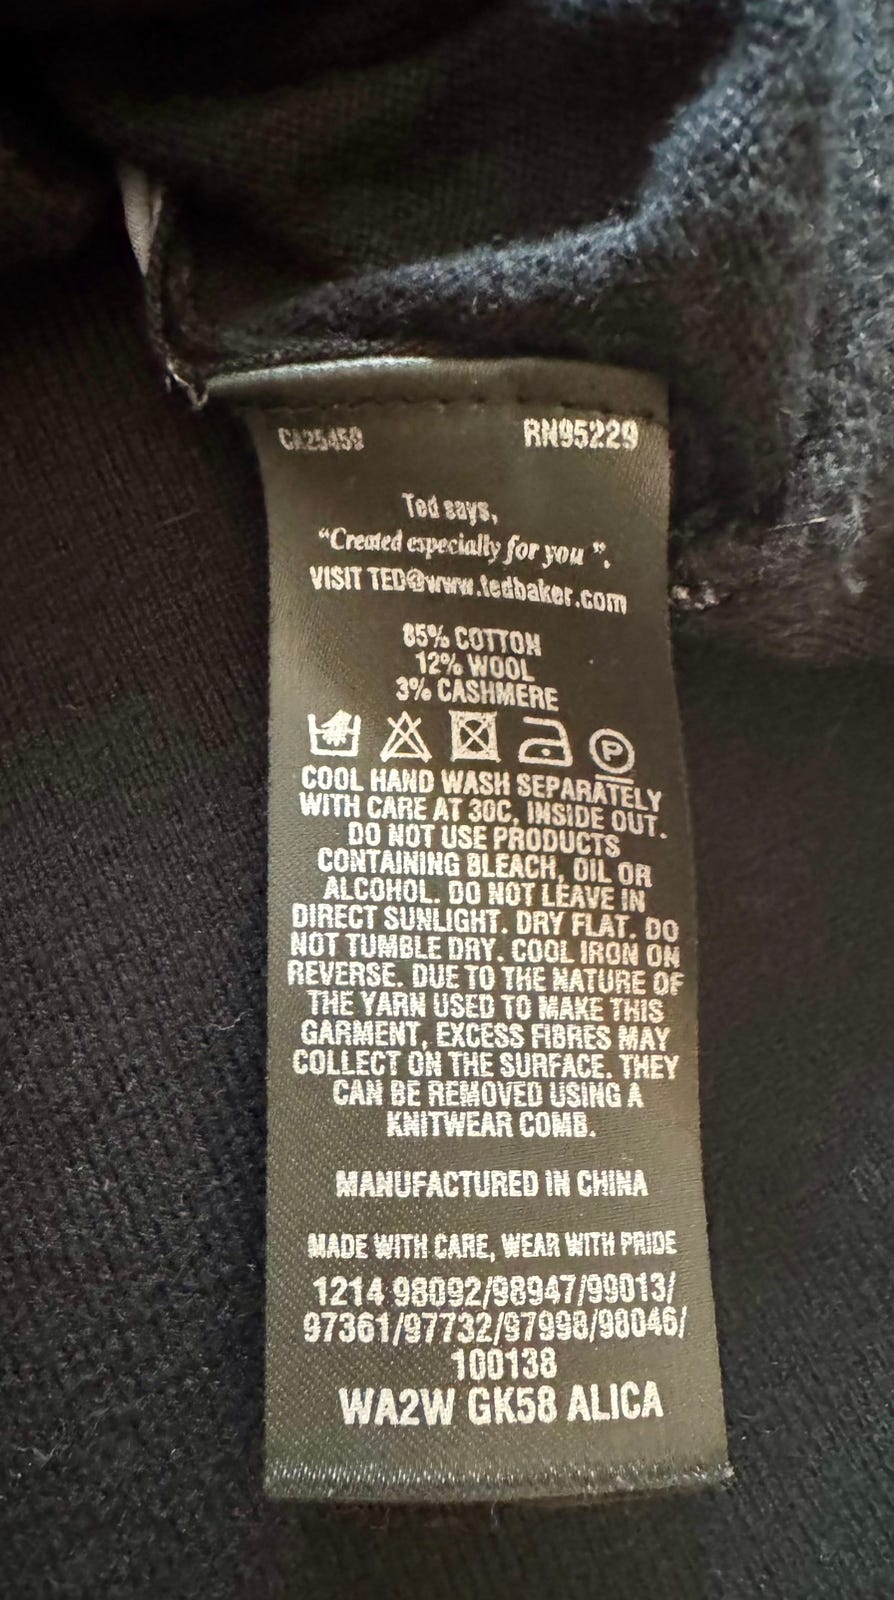 CA25459 RN95229
Ted says,
“Created especially for you ”.
VISIT TED@www.tedbaker.com
85% COTTON
12% WOOL
3% CASHMERE
P
COOL HAND WASH SEPARATELY
WITH CARE AT 30C, INSIDE OUT.
DO NOT USE PRODUCTS
CONTAINING BLEACH, OIL OR
ALCOHOL. DO NOT LEAVE IN
DIRECT SUNLIGHT. DRY FLAT. DO
NOT TUMBLE DRY. COOL IRON ON
REVERSE. DUE TO THE NATURE OF
THE YARN USED TO MAKE THIS
GARMENT, EXCESS FIBRES MAY
COLLECT ON THE SURFACE. THEY
CAN BE REMOVED USING A
KNITWEAR COMB.
MANUFACTURED IN CHINA
MADE WITH CARE, WEAR WITH PRIDE
1214 98092/98947/99013/
97361/97732/97998/98046/
100138
WA2W GK58 ALICA